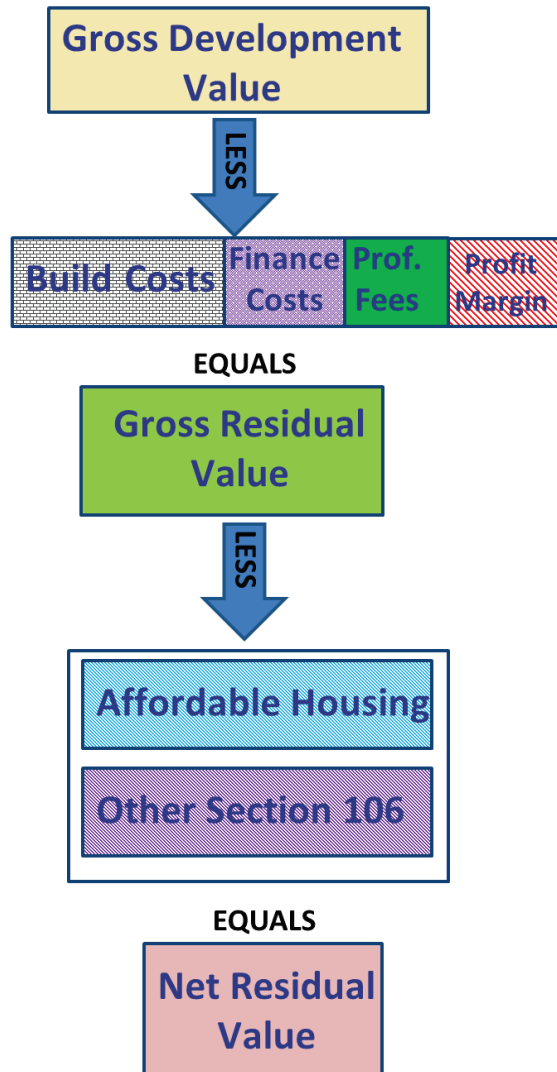 Gross Development
Value
LESS
Build Costs
Finance
Costs
Prof.
Fees
Profit
Margin
EQUALS
Gross Residual
Value
LESS
Affordable Housing
Other Section 106
EQUALS
Net Residual
Value